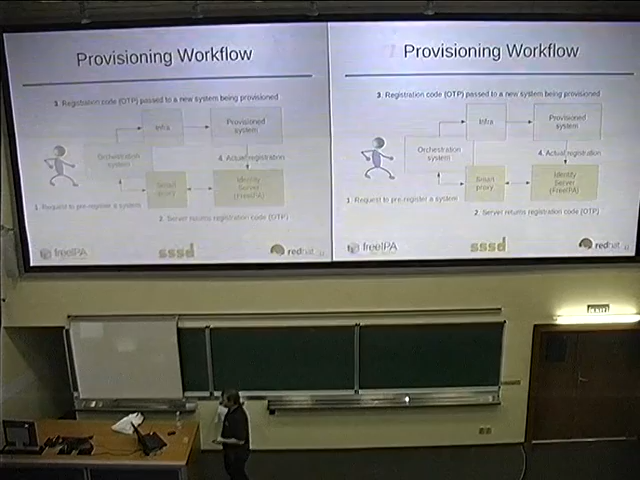 Provisioning Workflow
3. Registration code (OTP) passed to a new system being provisioned
Infra
Provisioned
system
Orchestration
system
4. Actual registration
Smart
proxy
Identity
Server
(FreeIPA)
1. Request to pre-register a system
2. Server returns registration code (OTP)
freeIPA
sssd
redhat
Provisioning Workflow
3. Registration code (OTP) passed to a new system being provisioned
Infra
Provisioned
system
Orchestration
system
4. Actual registration
Smart
proxy
Identity
Server
(FreeIPA)
1. Request to pre-register a system
2. Server returns registration code (OTP)
freeIPA
sssd
redhat
EXIT